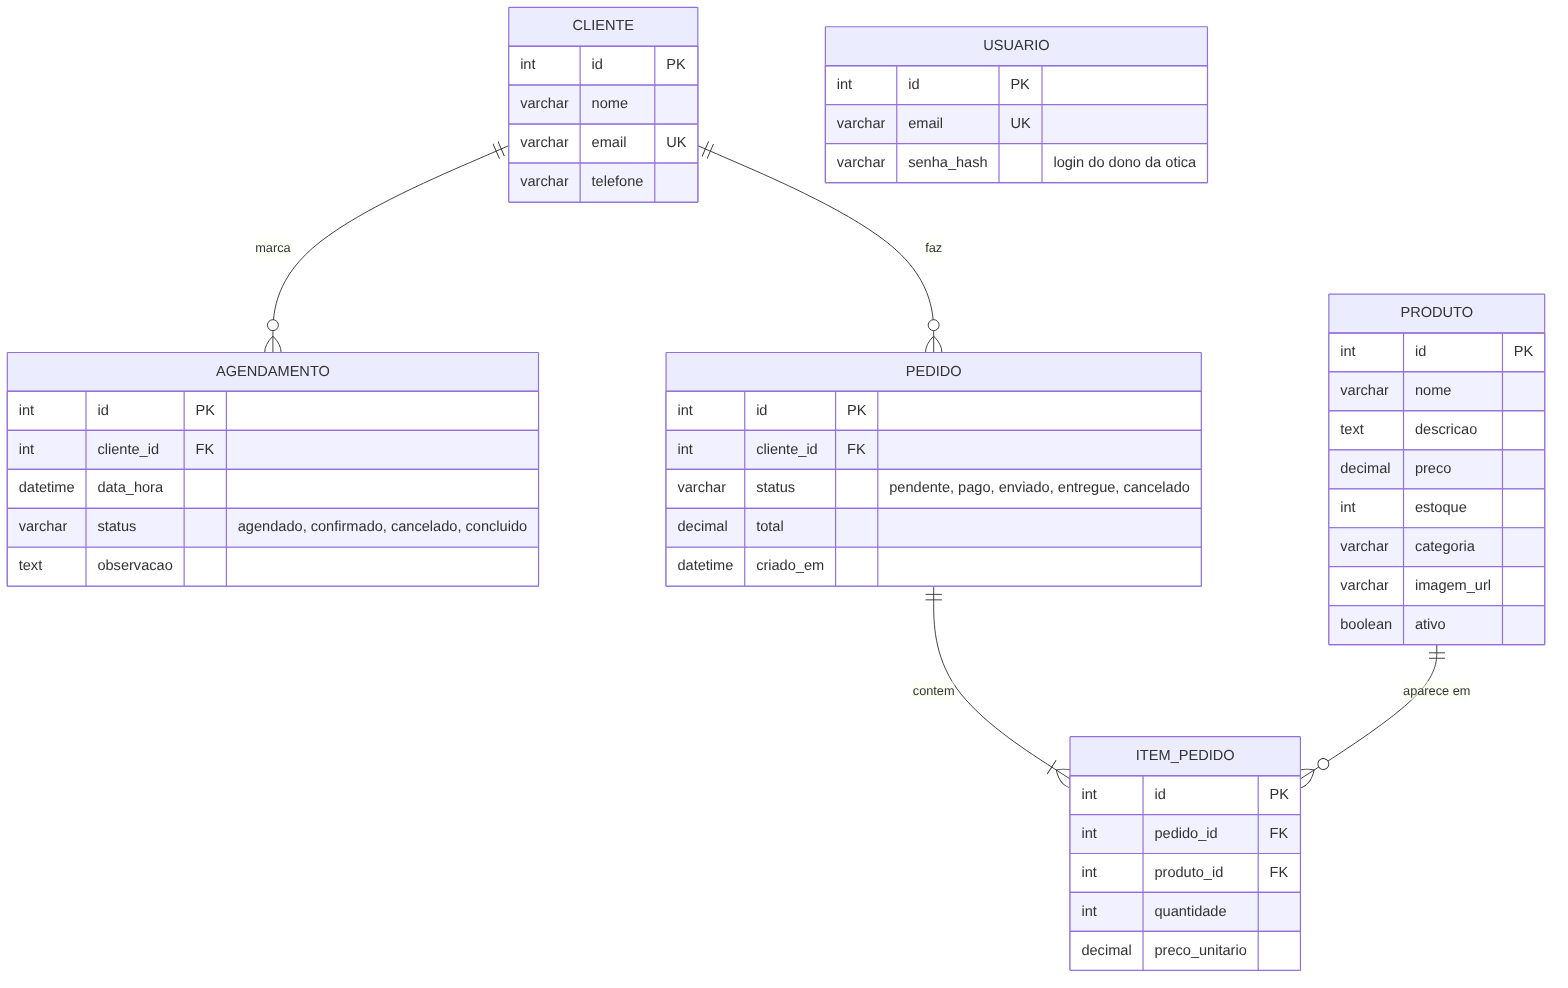 CLIENTE
int id PK
varchar nome
varchar email UK
varchar telefone
USUARIO
int id PK
varchar email UK
varchar senha_hash login do dono da otica
marca
faz
AGENDAMENTO
int id PK
int cliente_id FK
datetime data_hora
varchar status agendado, confirmado, cancelado, concluido
text observacao
PEDIDO
int id PK
int cliente_id FK
varchar status pendente, pago, enviado, entregue, cancelado
decimal total
datetime criado_em
PRODUTO
int id PK
varchar nome
text descricao
decimal preco
int estoque
varchar categoria
varchar imagem_url
boolean ativo
contem
aparece em
ITEM_PEDIDO
int id PK
int pedido_id FK
int produto_id FK
int quantidade
decimal preco_unitario